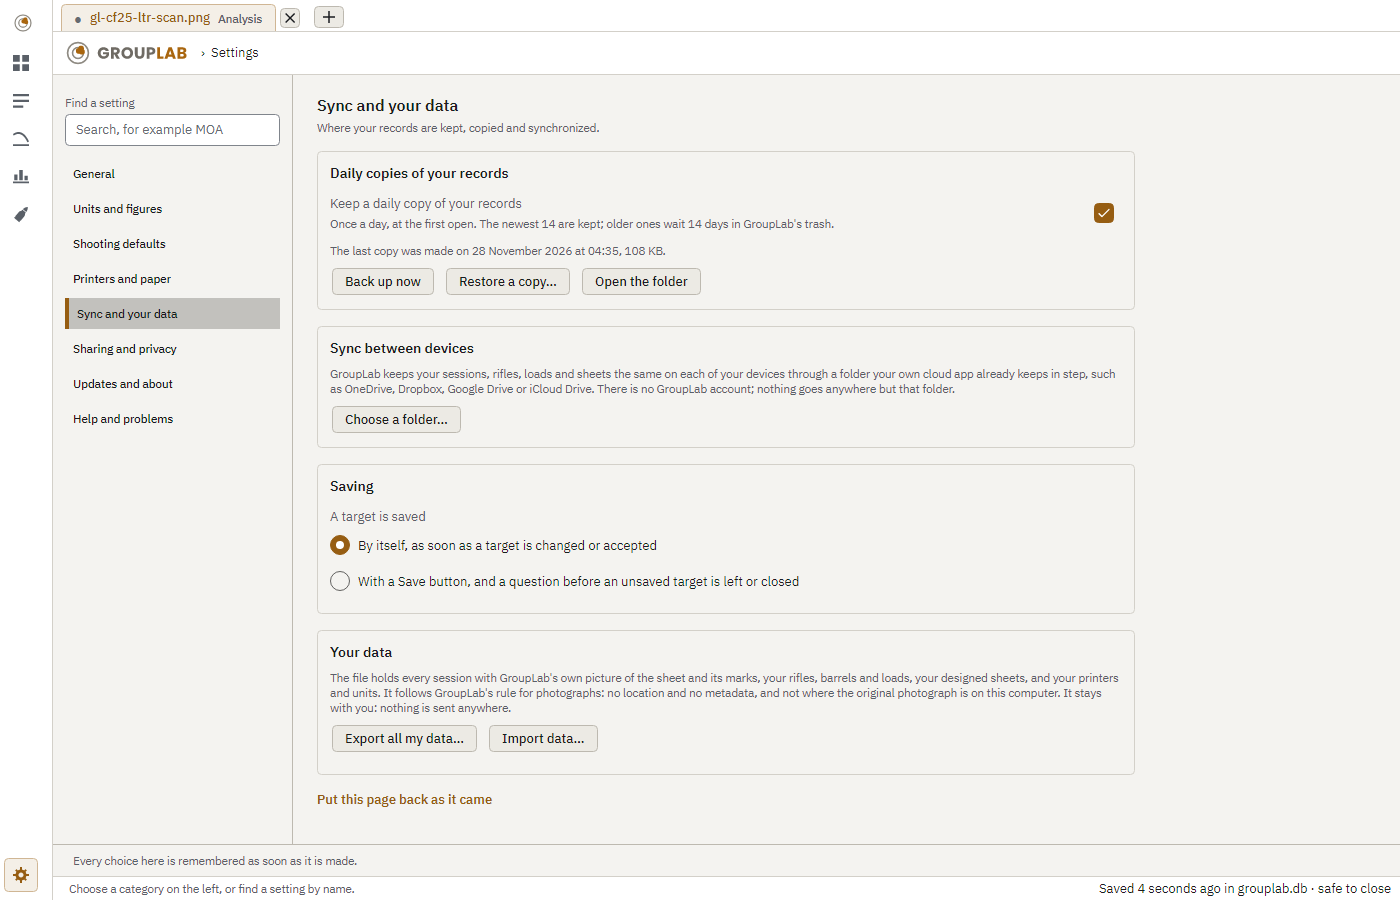 gl-cf25-ltr-scan.png Analysis
GROUPLAB › Settings
Find a setting
Search, for example MOA
General
Units and figures
Shooting defaults
Printers and paper
Sync and your data
Sharing and privacy
Updates and about
Help and problems
Sync and your data
Where your records are kept, copied and synchronized.
Daily copies of your records
Keep a daily copy of your records
Once a day, at the first open. The newest 14 are kept; older ones wait 14 days in GroupLab's trash.
The last copy was made on 28 November 2026 at 04:35, 108 KB.
Back up now Restore a copy... Open the folder
Sync between devices
GroupLab keeps your sessions, rifles, loads and sheets the same on each of your devices through a folder your own cloud app already keeps in step, such
as OneDrive, Dropbox, Google Drive or iCloud Drive. There is no GroupLab account; nothing goes anywhere but that folder.
Choose a folder...
Saving
A target is saved
By itself, as soon as a target is changed or accepted
With a Save button, and a question before an unsaved target is left or closed
Your data
The file holds every session with GroupLab's own picture of the sheet and its marks, your rifles, barrels and loads, your designed sheets, and your printers
and units. It follows GroupLab's rule for photographs: no location and no metadata, and not where the original photograph is on this computer. It stays
with you: nothing is sent anywhere.
Export all my data... Import data...
Put this page back as it came
Every choice here is remembered as soon as it is made.
Choose a category on the left, or find a setting by name.
Saved 4 seconds ago in grouplab.db · safe to close